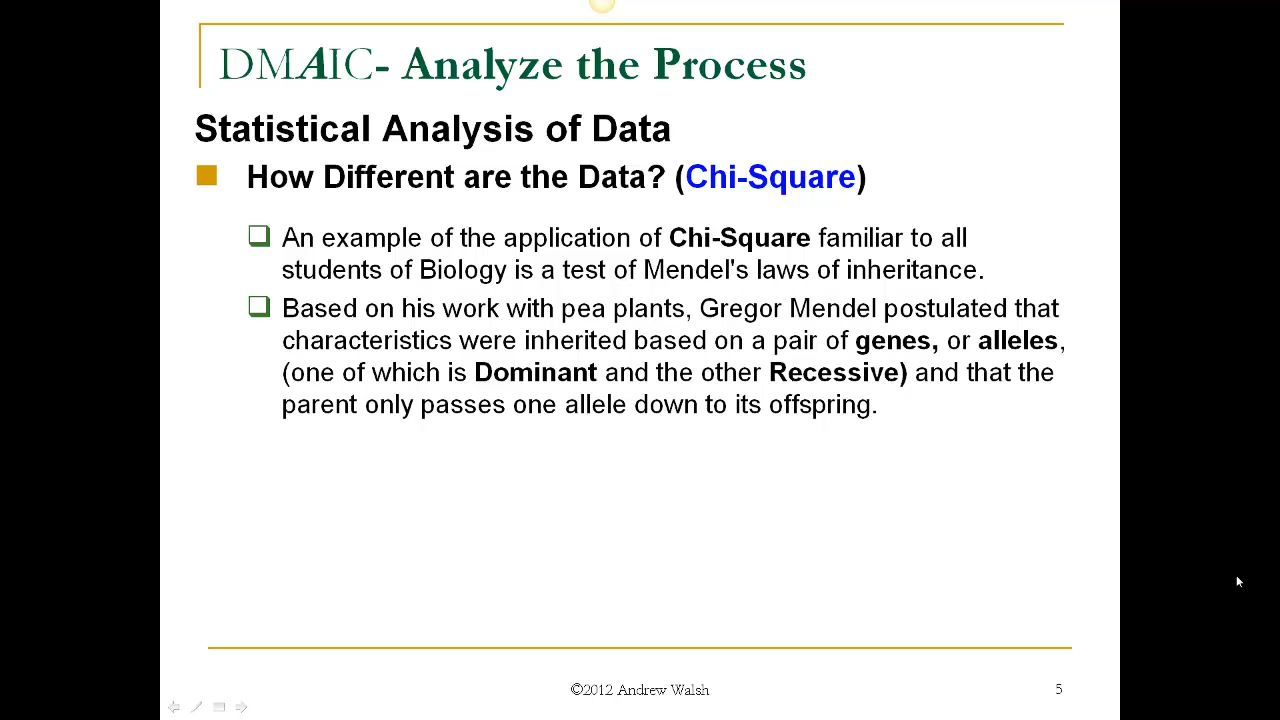 DMAIC- Analyze the Process
Statistical Analysis of Data
How Different are the Data? (Chi-Square)
An example of the application of Chi-Square familiar to all
students of Biology is a test of Mendel's laws of inheritance.
Based on his work with pea plants, Gregor Mendel postulated that
characteristics were inherited based on a pair of genes, or alleles,
(one of which is Dominant and the other Recessive) and that the
parent only passes one allele down to its offspring.
©2012 Andrew Walsh
5